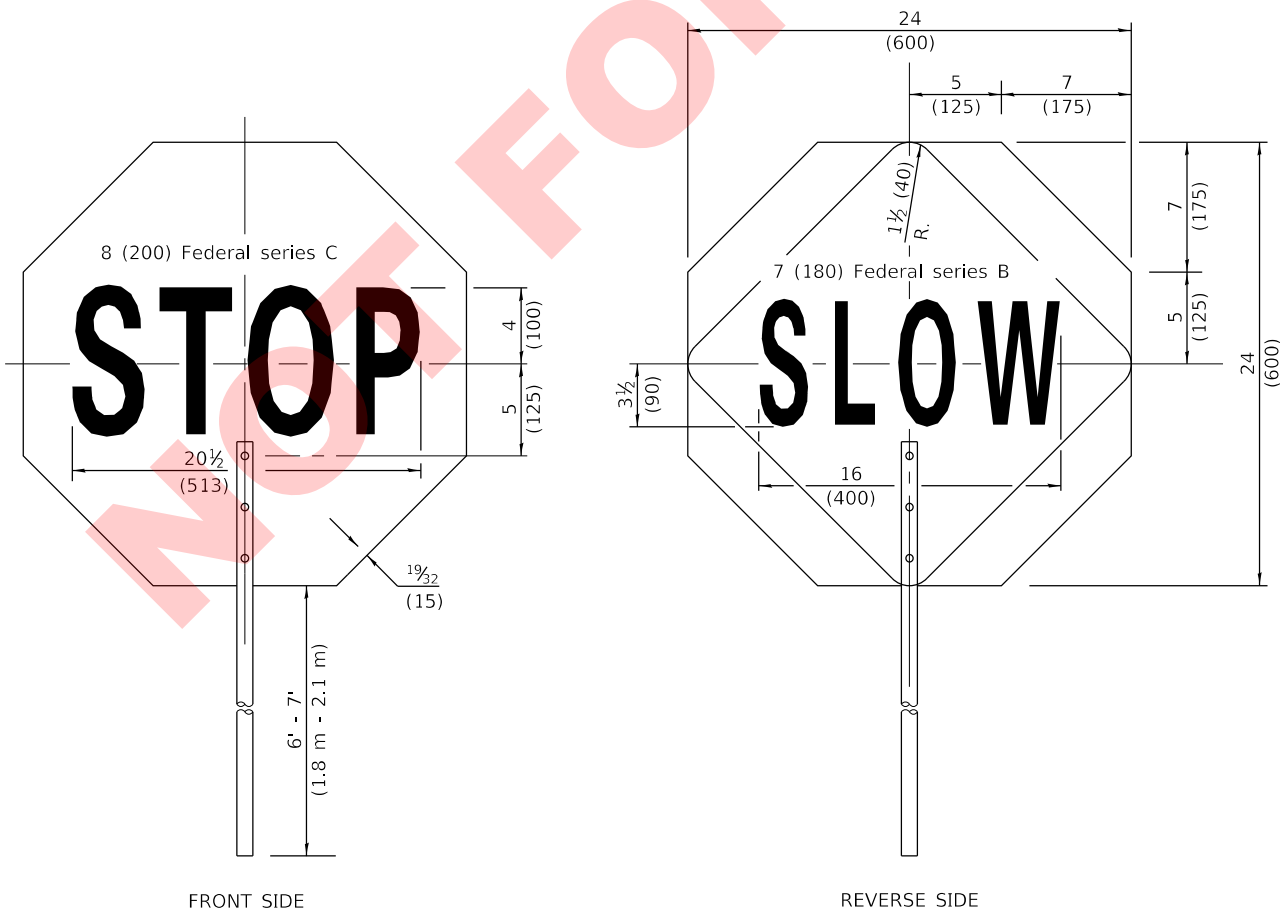 NOT FOR
8 (200) Federal series C
STOP
4
(100)
5
(125)
20½
(513)
19/32
(15)
6' - 7'
(1.8 m - 2.1 m)
FRONT SIDE
24
(600)
5
(125)
7
(175)
1½ (40)
R.
7
(175)
5
(125)
24
(600)
7 (180) Federal series B
SLOW
3½
(90)
16
(400)
REVERSE SIDE